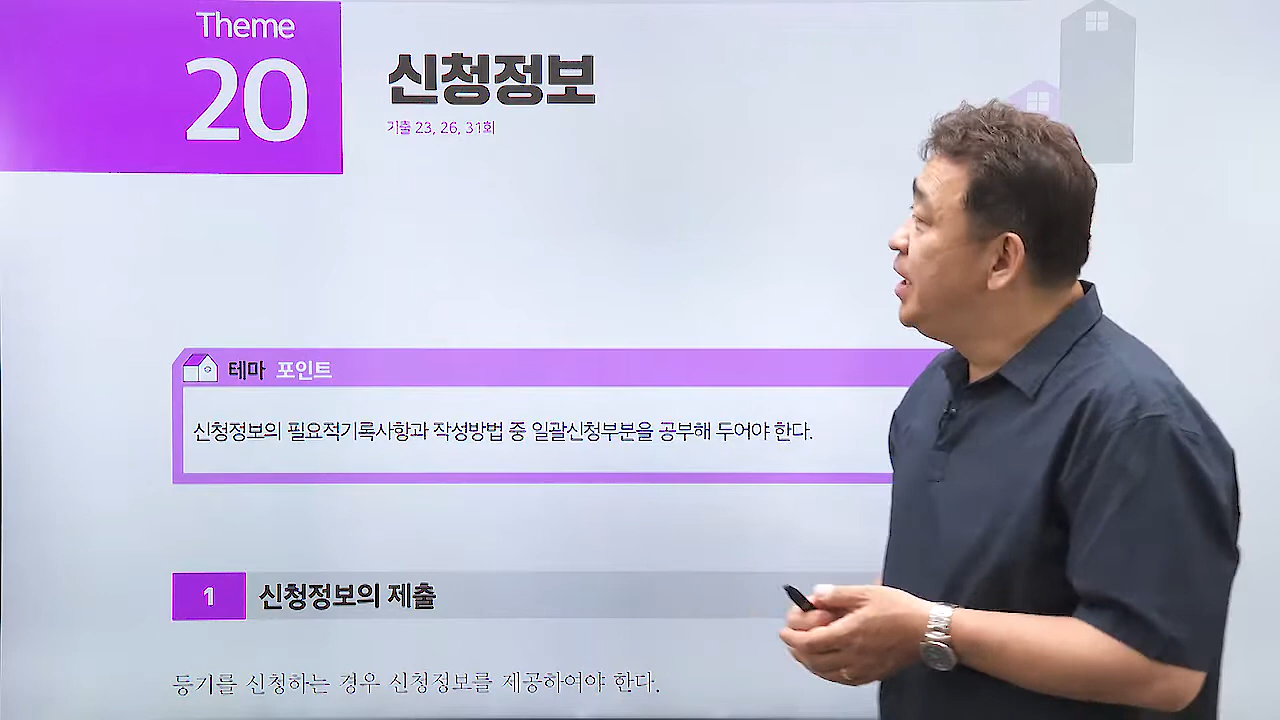 Theme
20
신청정보
기출 23, 26, 31회
테마 포인트
신청정보의 필요적기록사항과 작성방법 중 일괄신청부분을 공부해 두어야 한다.
1 신청정보의 제출
등기를 신청하는 경우 신청정보를 제공하여야 한다.